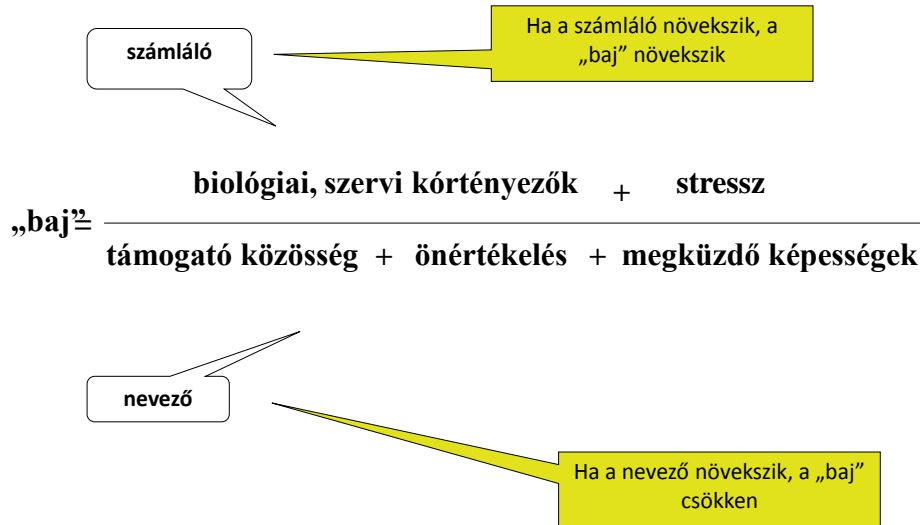 számláló
Ha a számláló növekszik, a
„baj” növekszik
biológiai, szervi kórtényezők + stressz
„baj”=
támogató közösség + önértékelés + megküzdő képességek
nevező
Ha a nevező növekszik, a „baj”
csökken